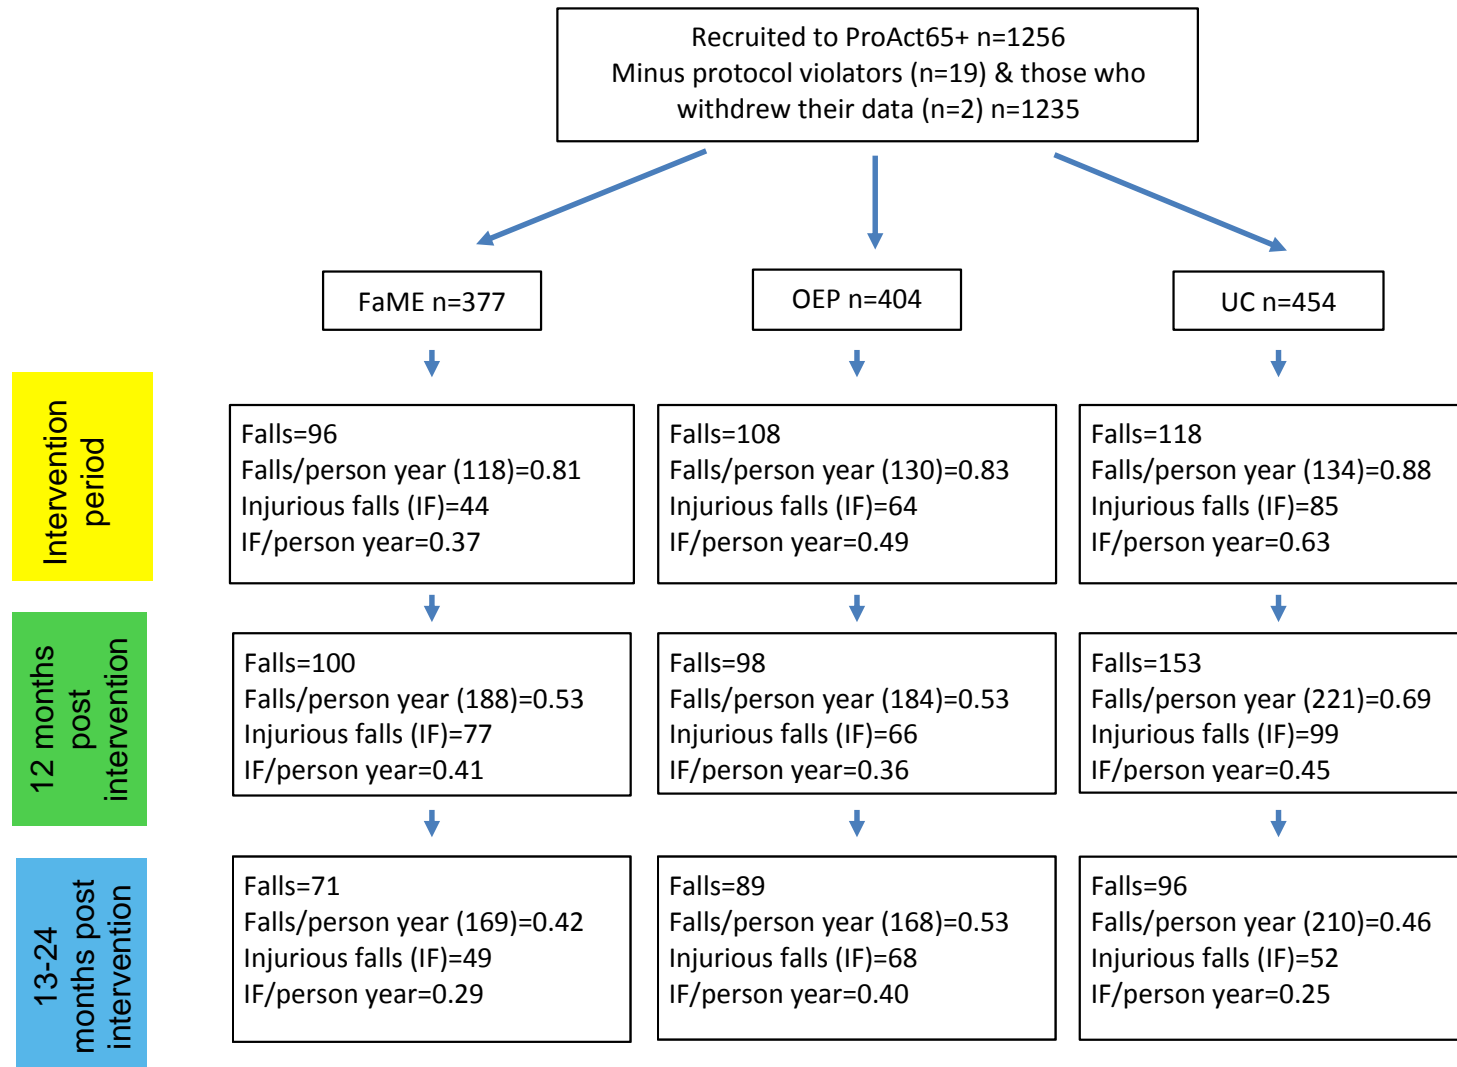 Recruited to ProAct65+ n=1256
Minus protocol violators (n=19) & those who
withdrew their data (n=2) n=1235
FaME n=377
OEP n=404
UC n=454
Intervention
period
Falls=96
Falls/person year (118)=0.81
Injurious falls (IF)=44
IF/person year=0.37
Falls=108
Falls/person year (130)=0.83
Injurious falls (IF)=64
IF/person year=0.49
Falls=118
Falls/person year (134)=0.88
Injurious falls (IF)=85
IF/person year=0.63
12 months
post
intervention
Falls=100
Falls/person year (188)=0.53
Injurious falls (IF)=77
IF/person year=0.41
Falls=98
Falls/person year (184)=0.53
Injurious falls (IF)=66
IF/person year=0.36
Falls=153
Falls/person year (221)=0.69
Injurious falls (IF)=99
IF/person year=0.45
13-24
months post
intervention
Falls=71
Falls/person year (169)=0.42
Injurious falls (IF)=49
IF/person year=0.29
Falls=89
Falls/person year (168)=0.53
Injurious falls (IF)=68
IF/person year=0.40
Falls=96
Falls/person year (210)=0.46
Injurious falls (IF)=52
IF/person year=0.25